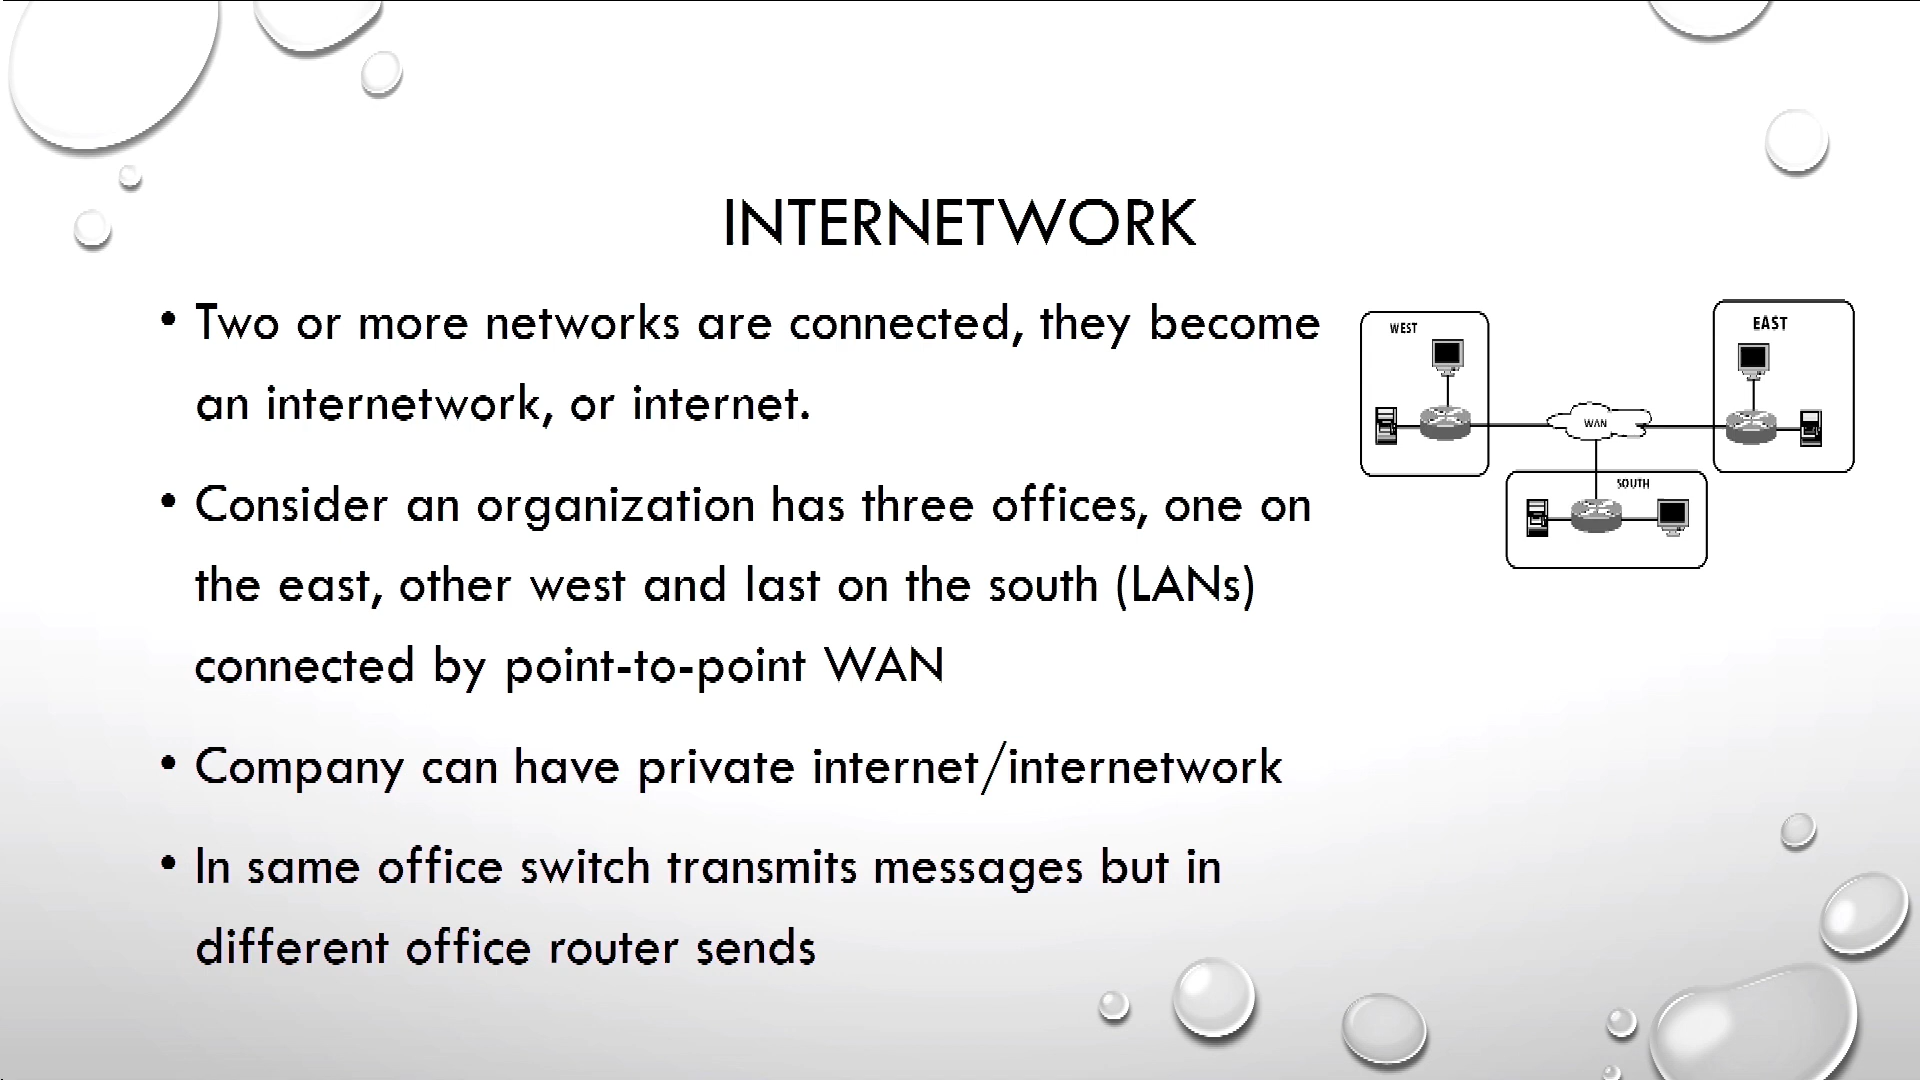 INTERNETWORK
• Two or more networks are connected, they become
an internetwork, or internet.
• Consider an organization has three offices, one on
the east, other west and last on the south (LANs)
connected by point-to-point WAN
• Company can have private internet/internetwork
• In same office switch transmits messages but in
different office router sends
WEST
EAST
WAN
SOUTH